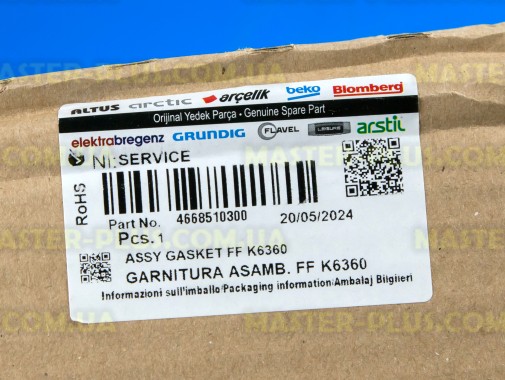 ALTUS arctic arçelik beko Blomberg
Orijinal Yedek Parça • Genuine Spare Part
elektrabregenz GRUNDIG FLAVEL LEISURE arstil
N1:SERVICE
RoHS
Part No. 4668510300 20/05/2024
Pcs.1
ASSY GASKET FF K6360
GARNITURA ASAMB. FF K6360
Informazioni sull'imballo/Packaging information/Ambalaj Bilgileri
MASTER-PLUS.COM.UA